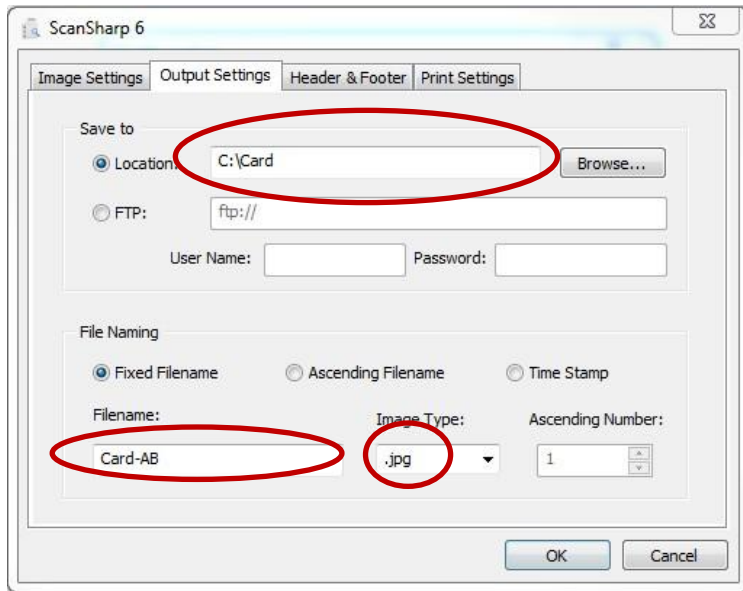 ScanSharp 6
Image Settings Output Settings Header & Footer Print Settings
Save to
Location: C:\Card Browse...
FTP: ftp://
User Name: Password:
File Naming
Fixed Filename Ascending Filename Time Stamp
Filename: Image Type: Ascending Number:
Card-AB .jpg 1
OK Cancel